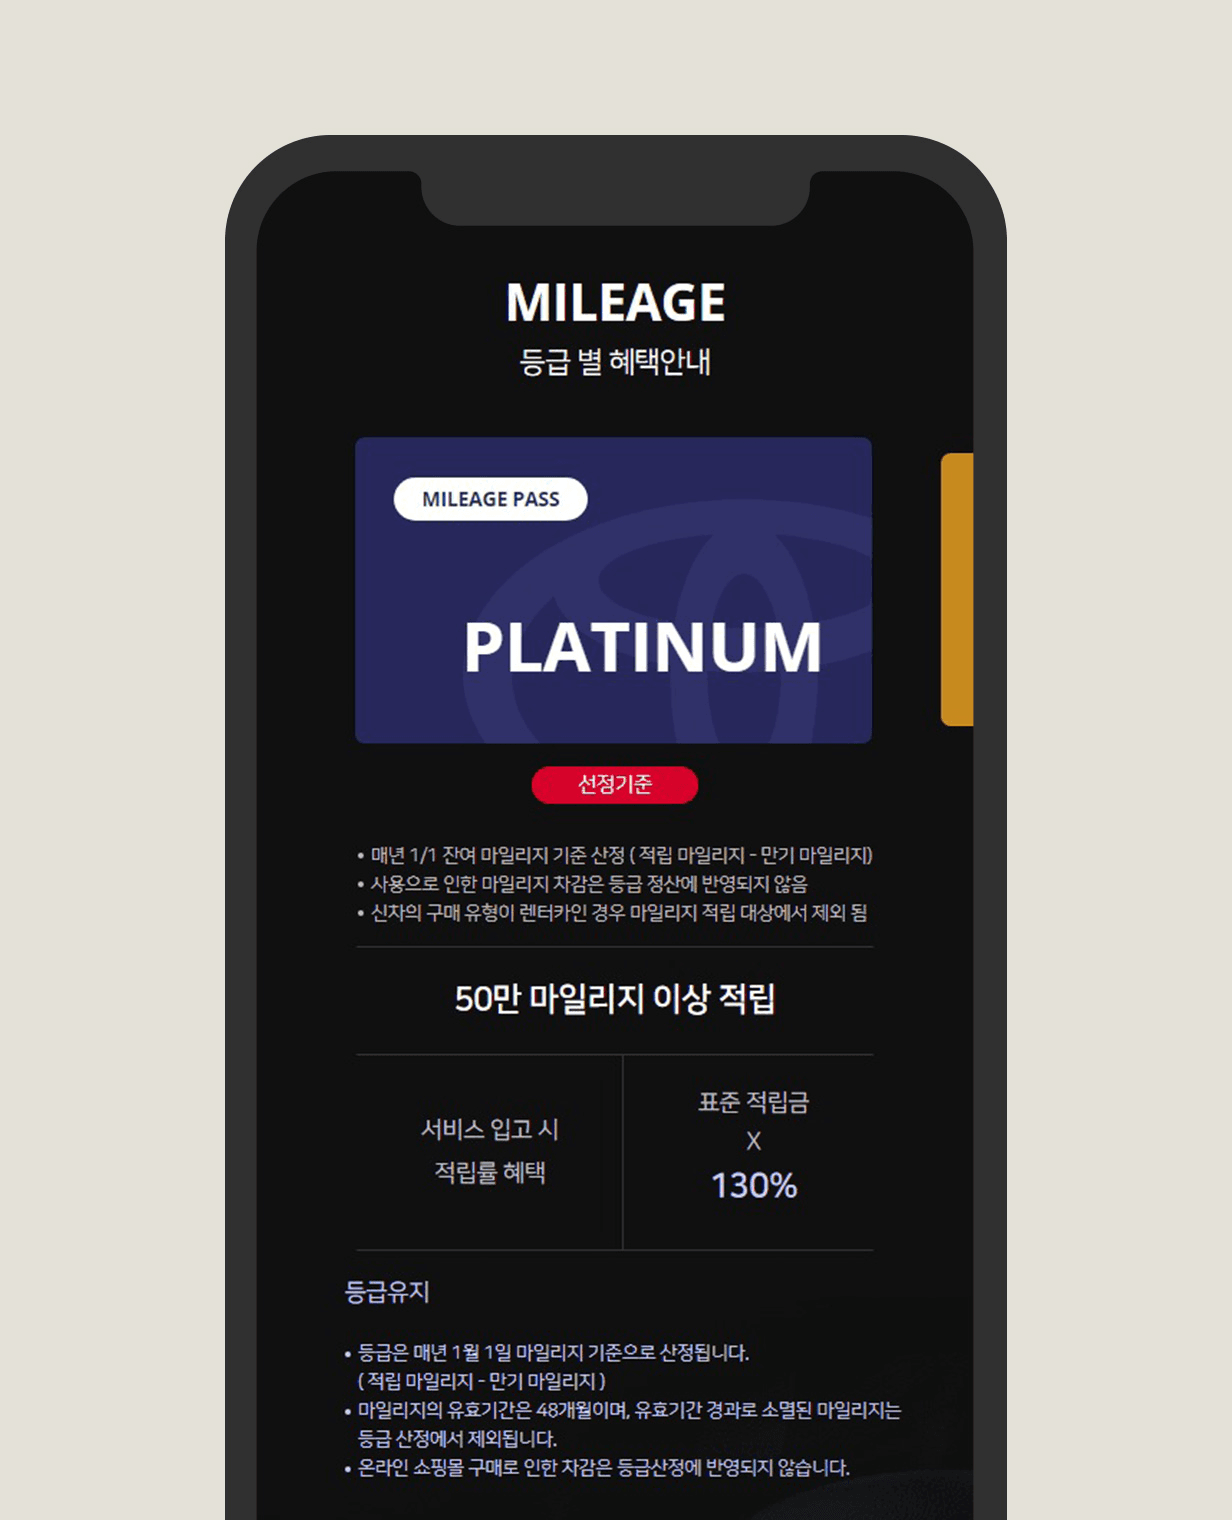 MILEAGE
등급 별 혜택안내
MILEAGE PASS
PLATINUM
선정기준
• 매년 1/1 잔여 마일리지 기준 산정 ( 적립 마일리지 - 만기 마일리지)
• 사용으로 인한 마일리지 차감은 등급 정산에 반영되지 않음
• 신차의 구매 유형이 렌터카인 경우 마일리지 적립 대상에서 제외 됨
50만 마일리지 이상 적립
서비스 입고 시
적립률 혜택
표준 적립금
X
130%
등급유지
• 등급은 매년 1월 1일 마일리지 기준으로 산정됩니다.
( 적립 마일리지 - 만기 마일리지 )
• 마일리지의 유효기간은 48개월이며, 유효기간 경과로 소멸된 마일리지는
등급 산정에서 제외됩니다.
• 온라인 쇼핑몰 구매로 인한 차감은 등급산정에 반영되지 않습니다.